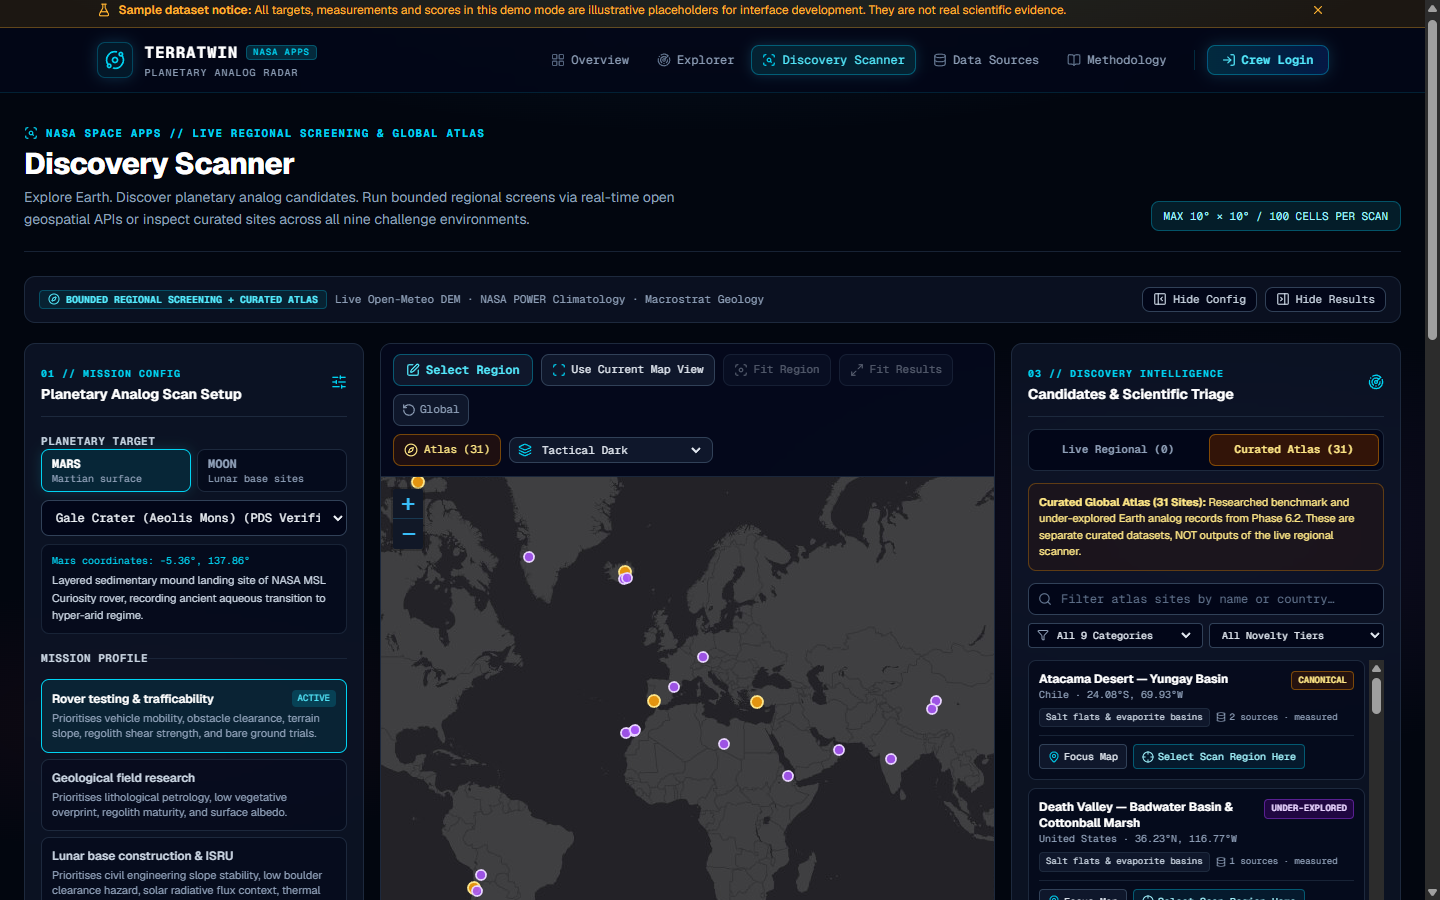 Sample dataset notice: All targets, measurements and scores in this demo mode are illustrative placeholders for interface development. They are not real scientific evidence.
TERRATWIN NASA APPS
PLANETARY ANALOG RADAR
Overview
Explorer
Discovery Scanner
Data Sources
Methodology
Crew Login
NASA SPACE APPS // LIVE REGIONAL SCREENING & GLOBAL ATLAS
Discovery Scanner
Explore Earth. Discover planetary analog candidates. Run bounded regional screens via real-time open
geospatial APIs or inspect curated sites across all nine challenge environments.
MAX 10° × 10° / 100 CELLS PER SCAN
BOUNDED REGIONAL SCREENING + CURATED ATLAS
Live Open-Meteo DEM · NASA POWER Climatology · Macrostrat Geology
Hide Config
Hide Results
01 // MISSION CONFIG
Planetary Analog Scan Setup
PLANETARY TARGET
MARS
Martian surface
MOON
Lunar base sites
Gale Crater (Aeolis Mons) (PDS Verifi
Mars coordinates: -5.36°, 137.86°
Layered sedimentary mound landing site of NASA MSL
Curiosity rover, recording ancient aqueous transition to
hyper-arid regime.
MISSION PROFILE
Rover testing & trafficability
ACTIVE
Prioritises vehicle mobility, obstacle clearance, terrain
slope, regolith shear strength, and bare ground trials.
Geological field research
Prioritises lithological petrology, low vegetative
overprint, regolith maturity, and surface albedo.
Lunar base construction & ISRU
Prioritises civil engineering slope stability, low boulder
clearance hazard, solar radiative flux context, thermal
Select Region
Use Current Map View
Fit Region
Fit Results
Global
Atlas (31)
Tactical Dark
+
−
03 // DISCOVERY INTELLIGENCE
Candidates & Scientific Triage
Live Regional (0)
Curated Atlas (31)
Curated Global Atlas (31 Sites): Researched benchmark and
under-explored Earth analog records from Phase 6.2. These are
separate curated datasets, NOT outputs of the live regional
scanner.
Filter atlas sites by name or country…
All 9 Categories
All Novelty Tiers
Atacama Desert — Yungay Basin
CANONICAL
Chile · 24.08°S, 69.93°W
Salt flats & evaporite basins
2 sources · measured
Focus Map
Select Scan Region Here
Death Valley — Badwater Basin &
Cottonball Marsh
UNDER-EXPLORED
United States · 36.23°N, 116.77°W
Salt flats & evaporite basins
1 sources · measured
Focus Map
Select Scan Region Here